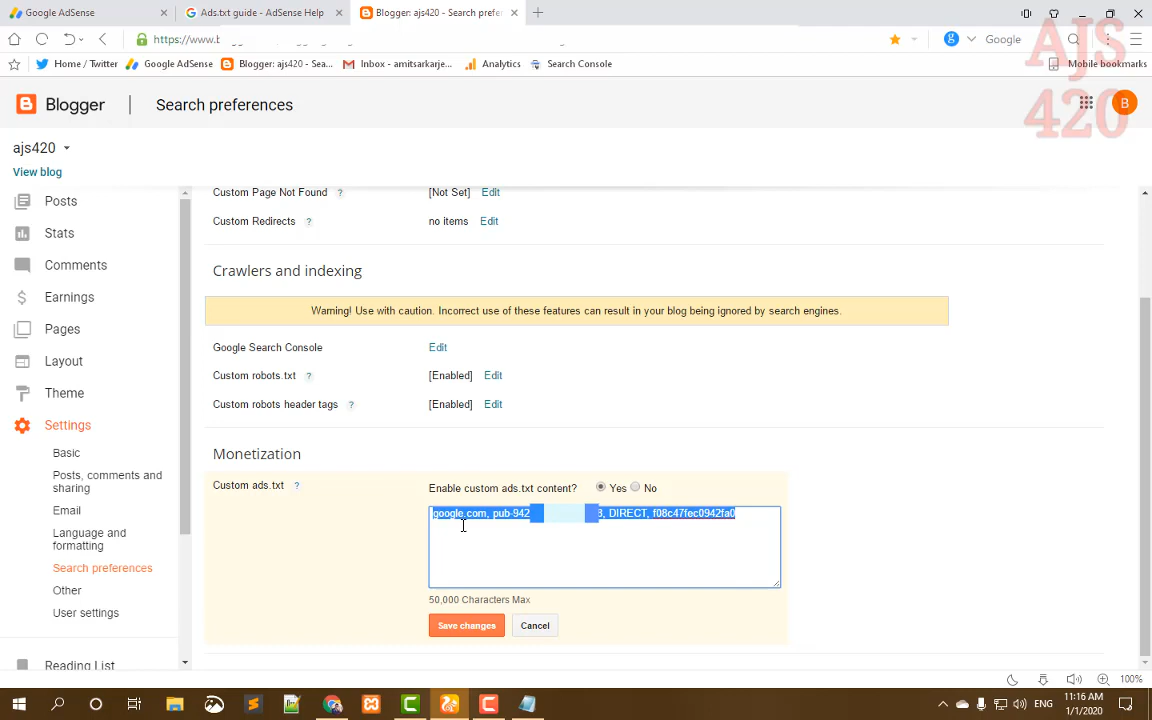 Google AdSense
Ads.txt guide - AdSense Help
Blogger: ajs420 - Search prefe
https://www.b
Google
Home / Twitter
Google AdSense
Blogger: ajs420 - Sea...
Inbox - amitsarkarje...
Analytics
Search Console
Mobile bookmarks
AJS
420
Blogger
Search preferences
B
ajs420
View blog
Posts
Stats
Comments
Earnings
Pages
Layout
Theme
Settings
Basic
Posts, comments and
sharing
Email
Language and
formatting
Search preferences
Other
User settings
Reading List
Custom Page Not Found ? [Not Set] Edit
Custom Redirects ? no items Edit
Crawlers and indexing
Warning! Use with caution. Incorrect use of these features can result in your blog being ignored by search engines.
Google Search Console Edit
Custom robots.txt ? [Enabled] Edit
Custom robots header tags ? [Enabled] Edit
Monetization
Custom ads.txt ? Enable custom ads.txt content? Yes No
google.com, pub-942 3, DIRECT, f08c47fec0942fa0
50,000 Characters Max
Save changes Cancel
100%
ENG
11:16 AM
1/1/2020